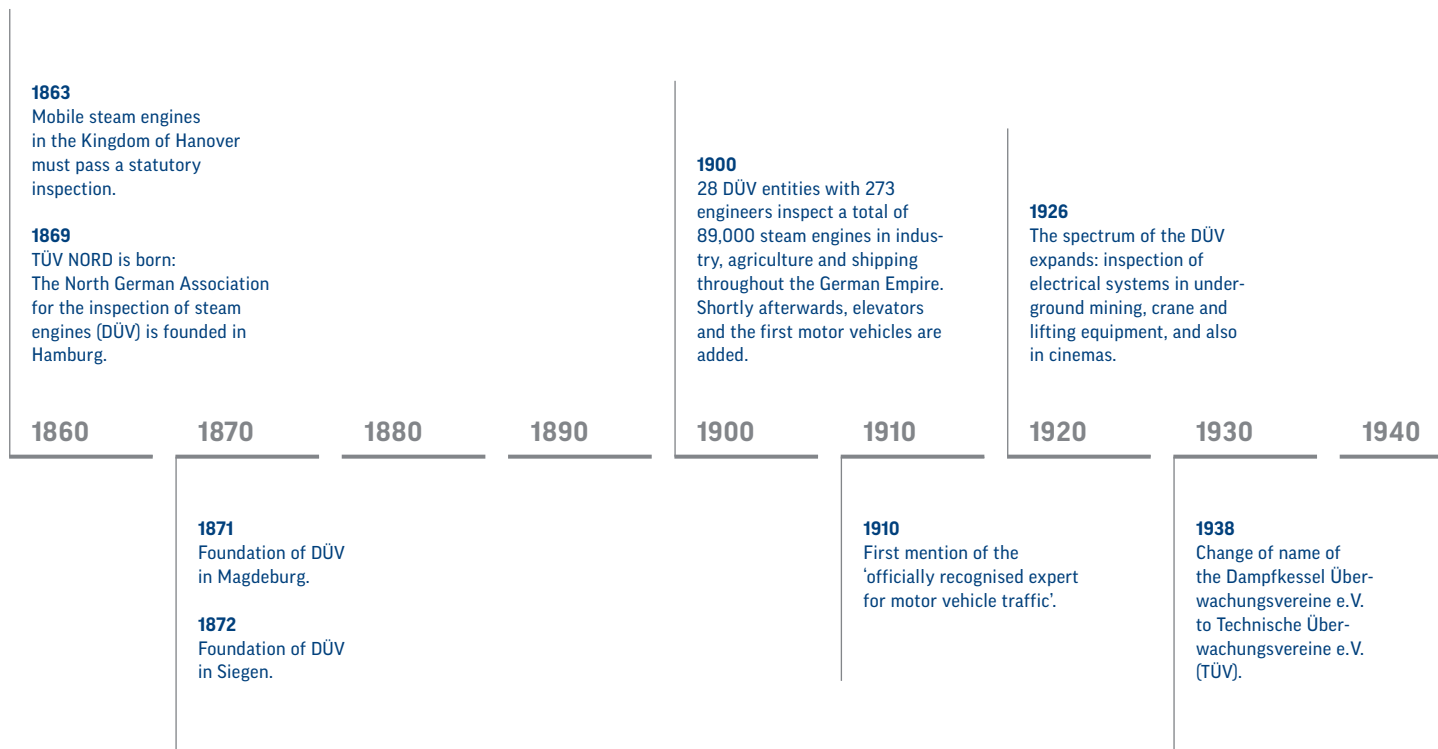 1863
Mobile steam engines
in the Kingdom of Hanover
must pass a statutory
inspection.
1869
TÜV NORD is born:
The North German Association
for the inspection of steam
engines (DÜV) is founded in
Hamburg.
1900
28 DÜV entities with 273
engineers inspect a total of
89,000 steam engines in indus-
try, agriculture and shipping
throughout the German Empire.
Shortly afterwards, elevators
and the first motor vehicles are
added.
1926
The spectrum of the DÜV
expands: inspection of
electrical systems in under-
ground mining, crane and
lifting equipment, and also
in cinemas.
1860 1870 1880 1890 1900 1910 1920 1930 1940
1871
Foundation of DÜV
in Magdeburg.
1872
Foundation of DÜV
in Siegen.
1910
First mention of the
‘officially recognised expert
for motor vehicle traffic’.
1938
Change of name of
the Dampfkessel Über-
wachungsvereine e.V.
to Technische Über-
wachungsvereine e.V.
(TÜV).